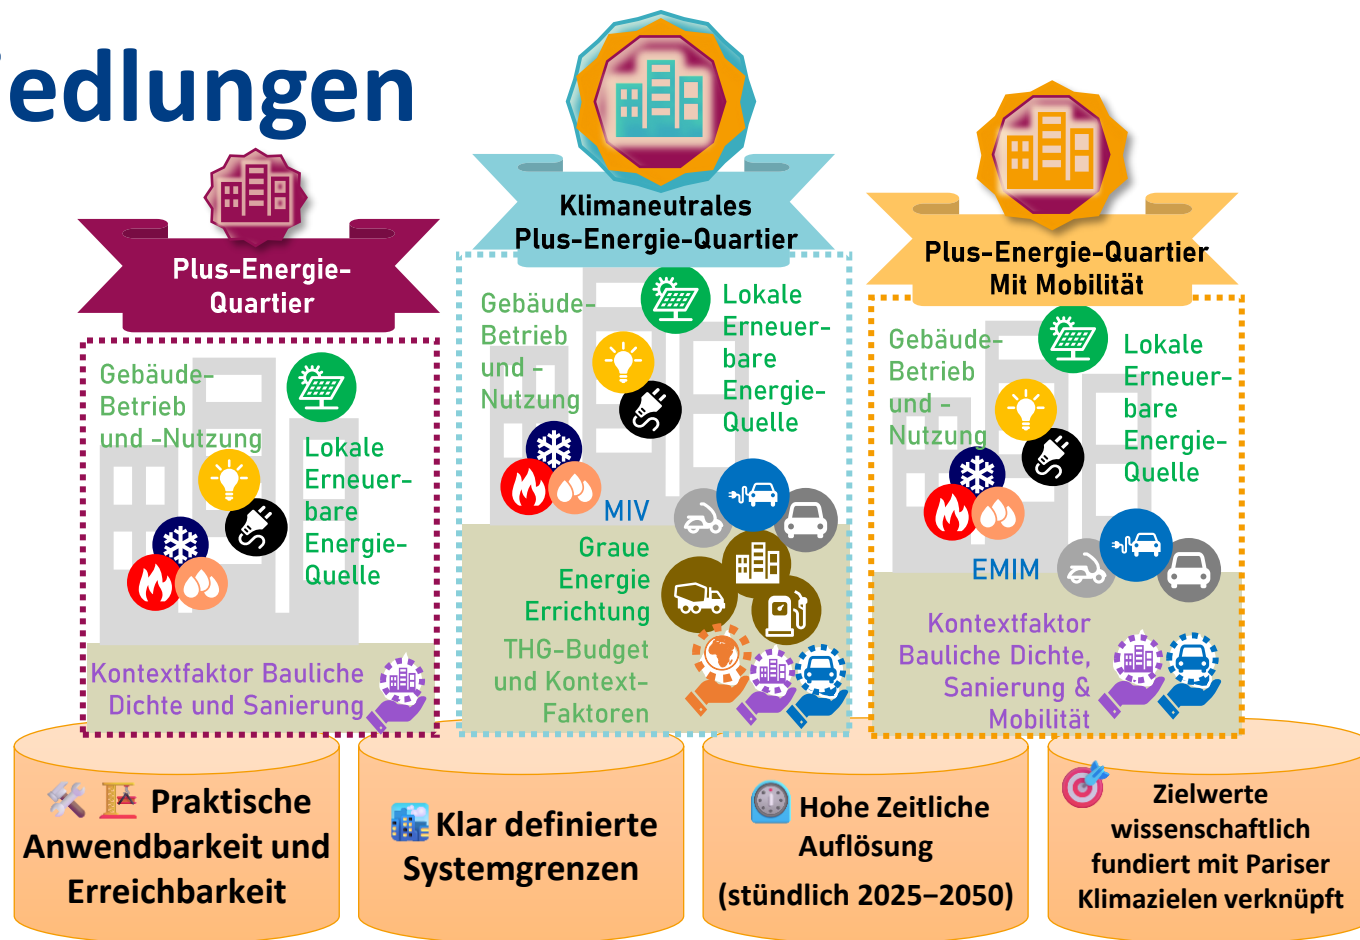 iedlungen
Plus-Energie-
Quartier
Gebäude-
Betrieb
und -Nutzung
Lokale
Erneuer-
bare
Energie-
Quelle
Kontextfaktor Bauliche
Dichte und Sanierung
Klimaneutrales
Plus-Energie-Quartier
Gebäude-
Betrieb
und -
Nutzung
Lokale
Erneuer-
bare
Energie-
Quelle
MIV
Graue
Energie
Errichtung
THG-Budget
und Kontext-
Faktoren
Plus-Energie-Quartier
Mit Mobilität
Gebäude-
Betrieb
und -
Nutzung
Lokale
Erneuer-
bare
Energie-
Quelle
EMIM
Kontextfaktor
Bauliche Dichte,
Sanierung &
Mobilität
Praktische
Anwendbarkeit und
Erreichbarkeit
Klar definierte
Systemgrenzen
Hohe Zeitliche
Auflösung
(stündlich 2025–2050)
Zielwerte
wissenschaftlich
fundiert mit Pariser
Klimazielen verknüpft